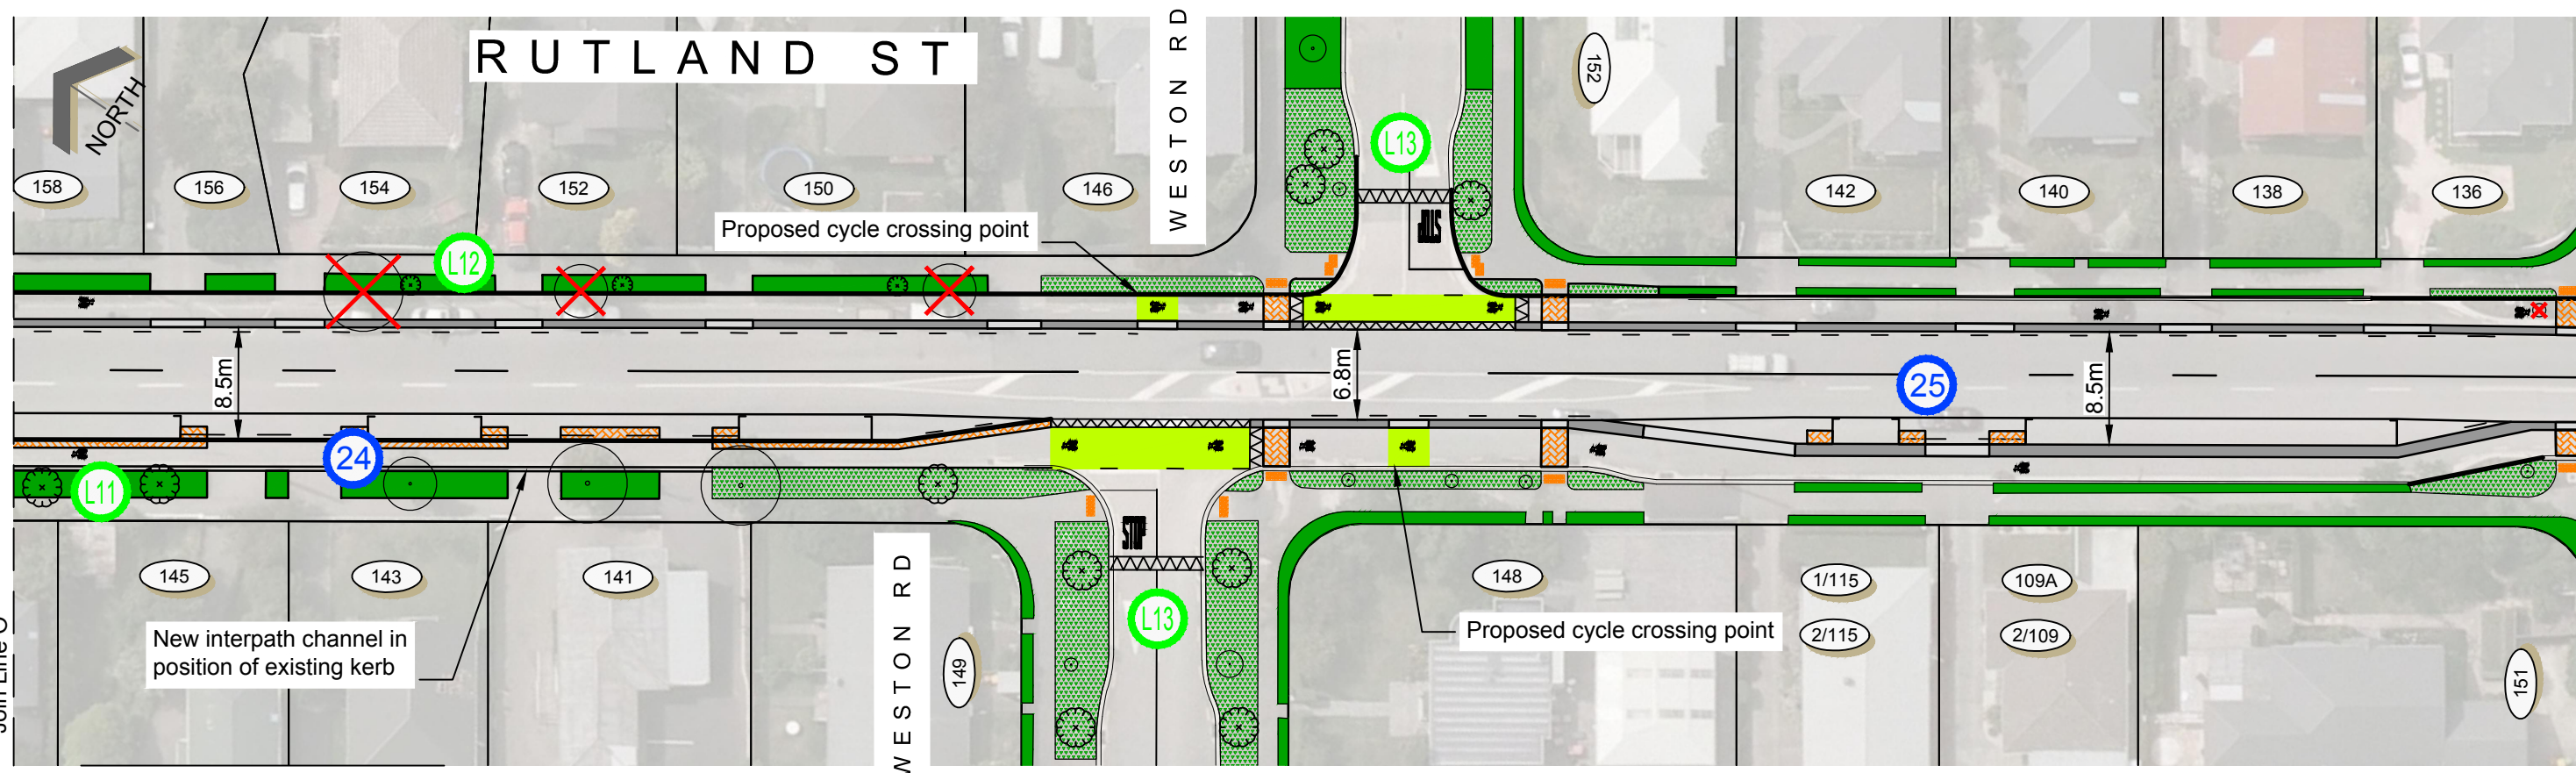 RUTLAND ST
NORTH
WESTON RD
152
L13
158
156
154
152
150
146
142
140
138
136
Proposed cycle crossing point
L12
STOP
8.5m
6.8m
8.5m
25
24
L11
STOP
145
143
141
New interpath channel in
position of existing kerb
WESTON RD
149
L13
148
Proposed cycle crossing point
1/115
2/115
109A
2/109
151